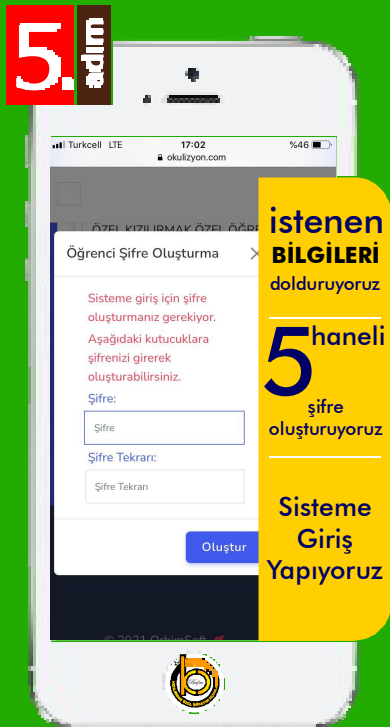 5.
adım
Turkcell LTE 17:02 %46
okulizyon.com
ÖZEL KIZILIRMAK ÖZEL ÖĞRE
Öğrenci Şifre Oluşturma
Sisteme giriş için şifre
oluşturmanız gerekiyor.
Aşağıdaki kutucuklara
şifrenizi girerek
oluşturabilirsiniz.
Şifre:
Şifre
Şifre Tekrarı:
Şifre Tekrarı
Oluştur
© 2021 OrbimSoft
istenen
BİLGİLERİ
dolduruyoruz
5 haneli
şifre
oluşturuyoruz
Sisteme
Giriş
Yapıyoruz